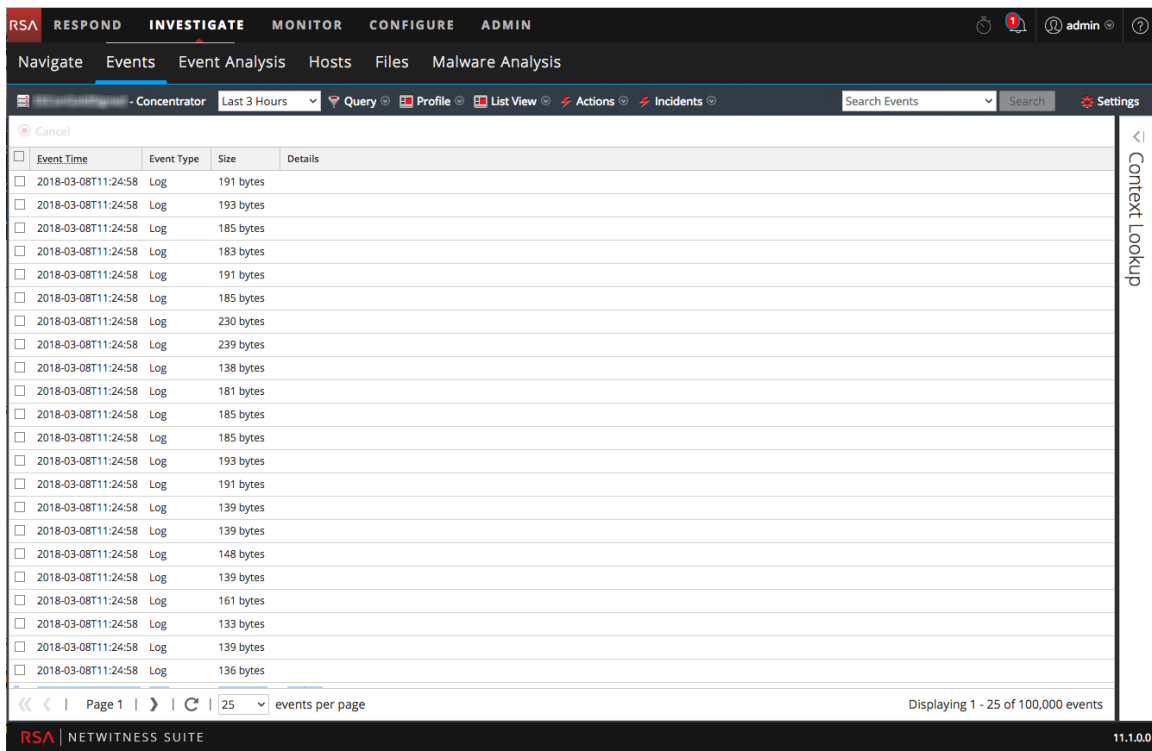 RSA RESPOND INVESTIGATE MONITOR CONFIGURE ADMIN 1 admin ?
Navigate Events Event Analysis Hosts Files Malware Analysis
- Concentrator Last 3 Hours Query Profile List View Actions Incidents Search Events Search Settings
Cancel
Event Time Event Type Size Details
2018-03-08T11:24:58 Log 191 bytes
2018-03-08T11:24:58 Log 193 bytes
2018-03-08T11:24:58 Log 185 bytes
2018-03-08T11:24:58 Log 183 bytes
2018-03-08T11:24:58 Log 191 bytes
2018-03-08T11:24:58 Log 185 bytes
2018-03-08T11:24:58 Log 230 bytes
2018-03-08T11:24:58 Log 239 bytes
2018-03-08T11:24:58 Log 138 bytes
2018-03-08T11:24:58 Log 181 bytes
2018-03-08T11:24:58 Log 185 bytes
2018-03-08T11:24:58 Log 185 bytes
2018-03-08T11:24:58 Log 193 bytes
2018-03-08T11:24:58 Log 191 bytes
2018-03-08T11:24:58 Log 139 bytes
2018-03-08T11:24:58 Log 139 bytes
2018-03-08T11:24:58 Log 148 bytes
2018-03-08T11:24:58 Log 139 bytes
2018-03-08T11:24:58 Log 161 bytes
2018-03-08T11:24:58 Log 133 bytes
2018-03-08T11:24:58 Log 139 bytes
2018-03-08T11:24:58 Log 136 bytes
Context Lookup
Page 1 | 25 events per page Displaying 1 - 25 of 100,000 events
RSA | NETWITNESS SUITE 11.1.0.0